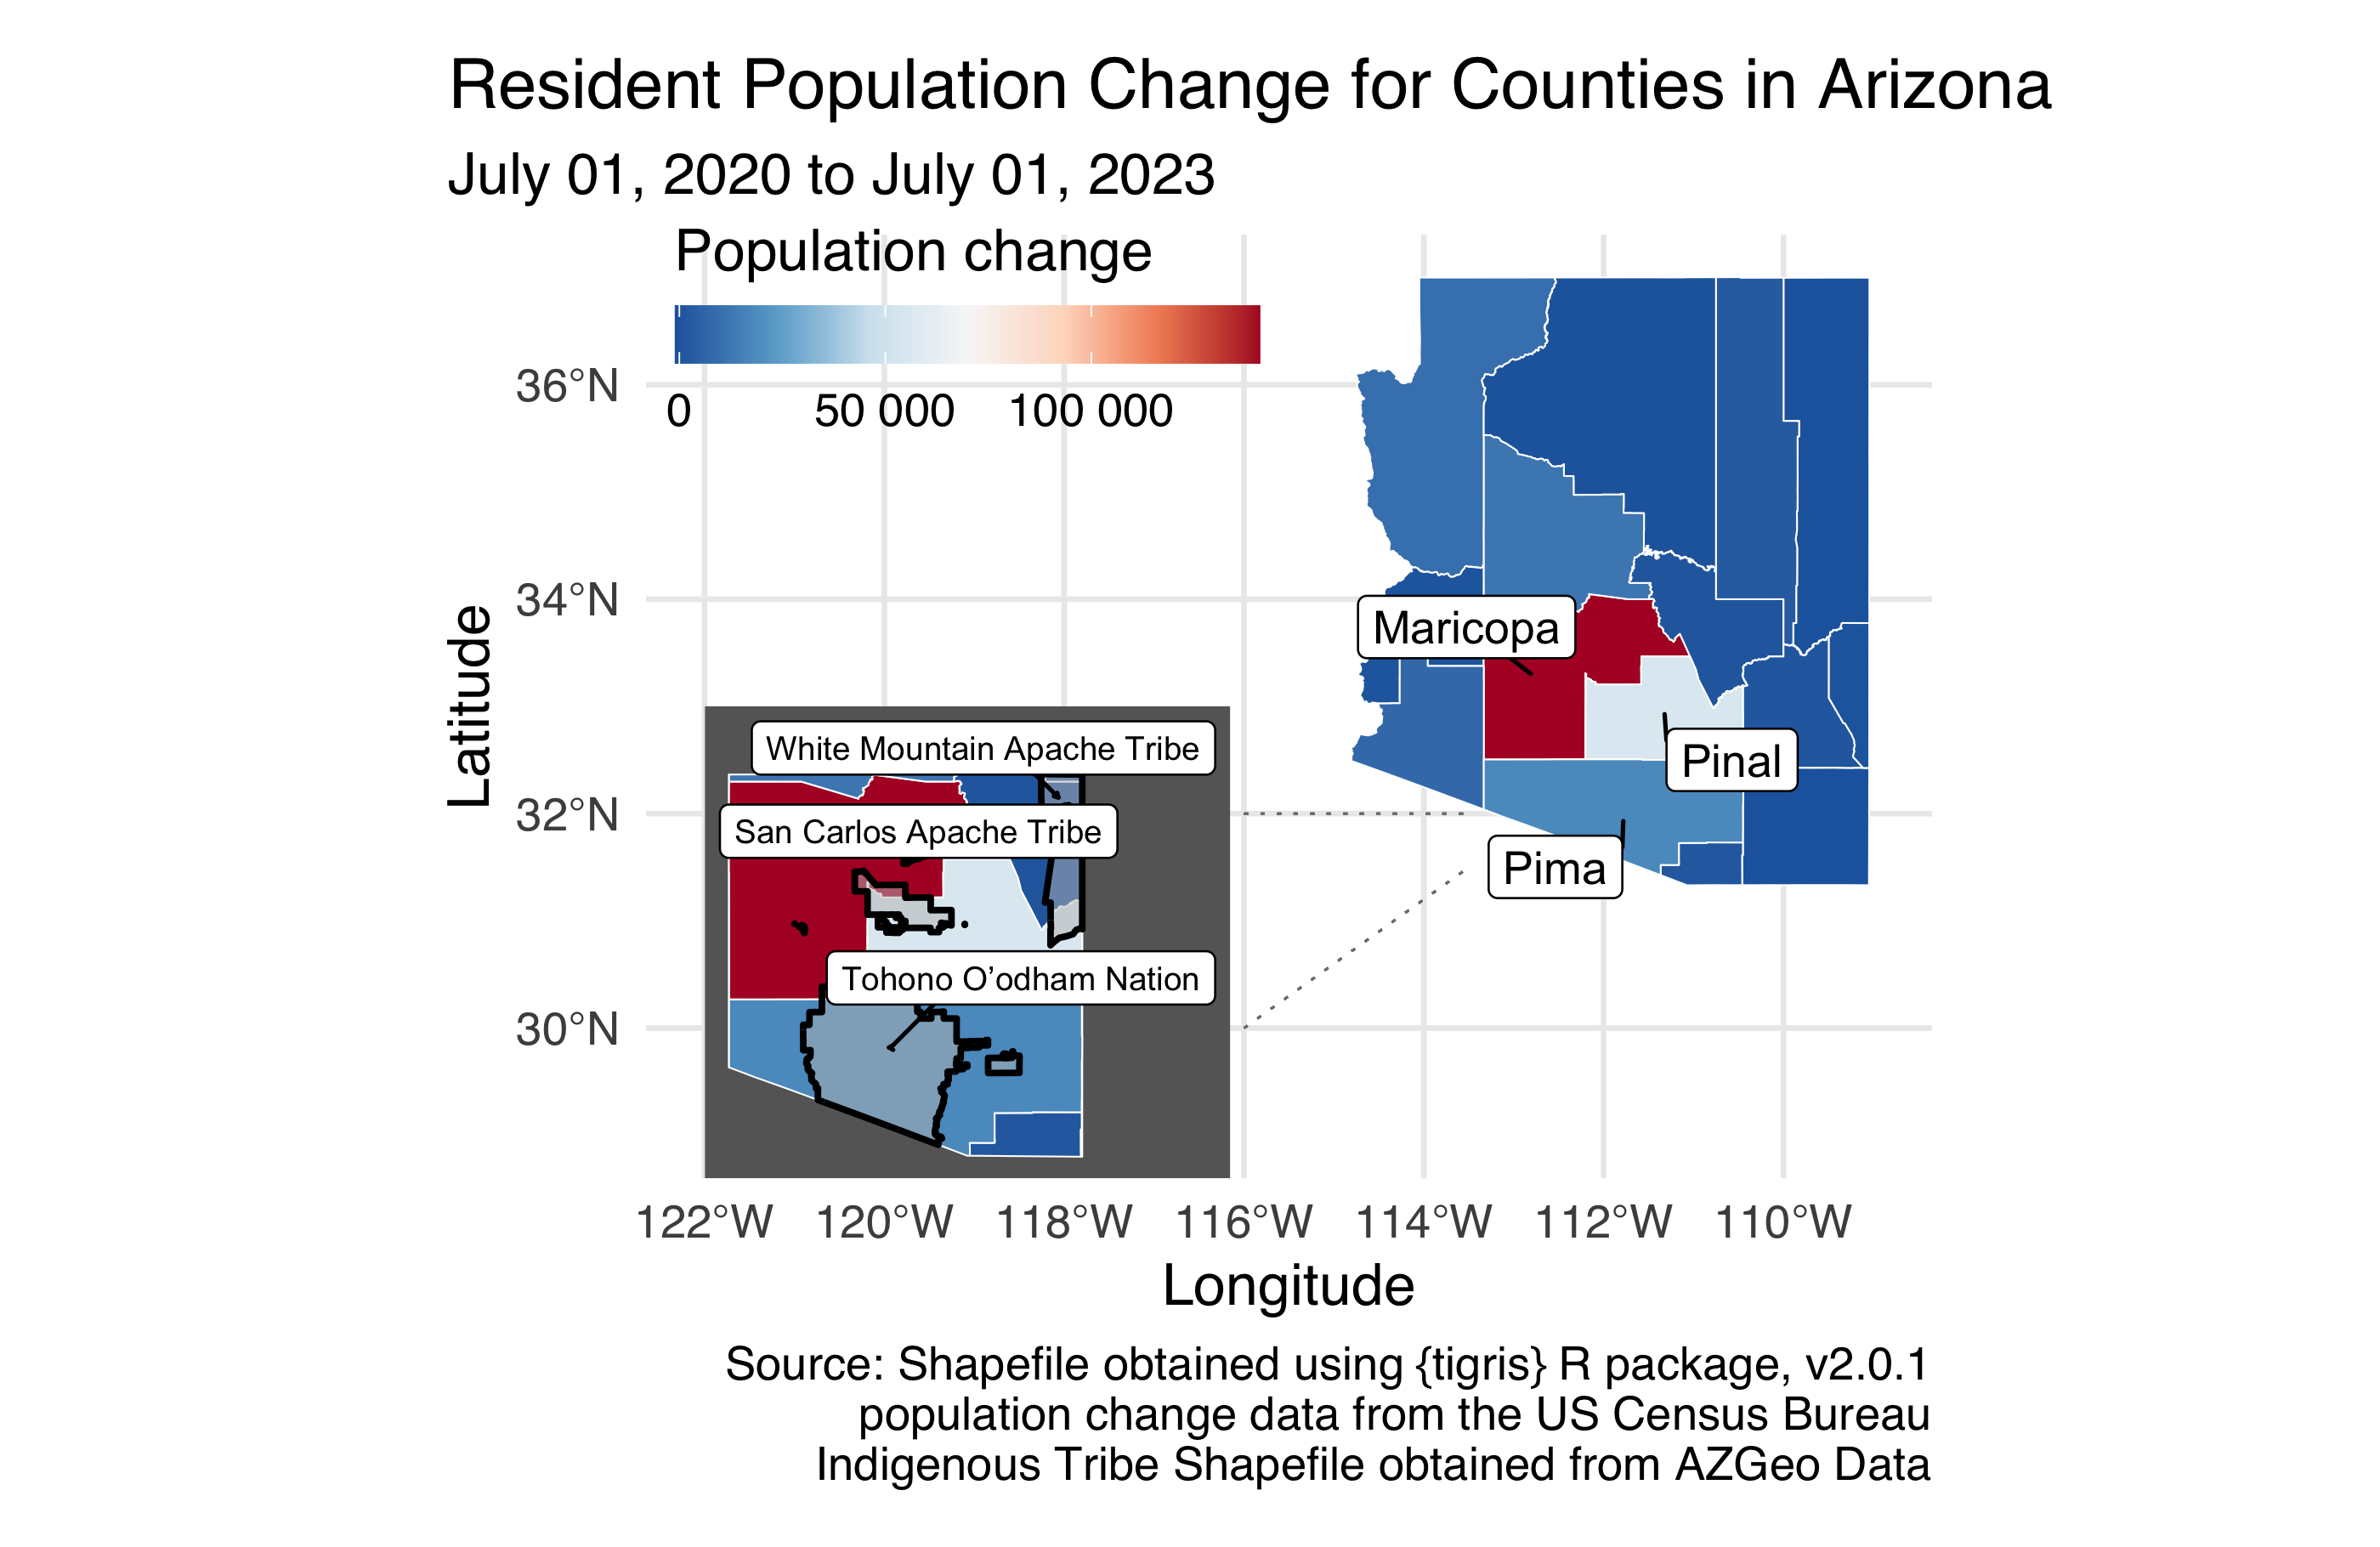 Resident Population Change for Counties in Arizona
July 01, 2020 to July 01, 2023
Population change
0 50 000 100 000
36°N
34°N
32°N
30°N
Latitude
Maricopa
Pinal
Pima
White Mountain Apache Tribe
San Carlos Apache Tribe
Tohono O’odham Nation
122°W 120°W 118°W 116°W 114°W 112°W 110°W
Longitude
Source: Shapefile obtained using {tigris} R package, v2.0.1
population change data from the US Census Bureau
Indigenous Tribe Shapefile obtained from AZGeo Data